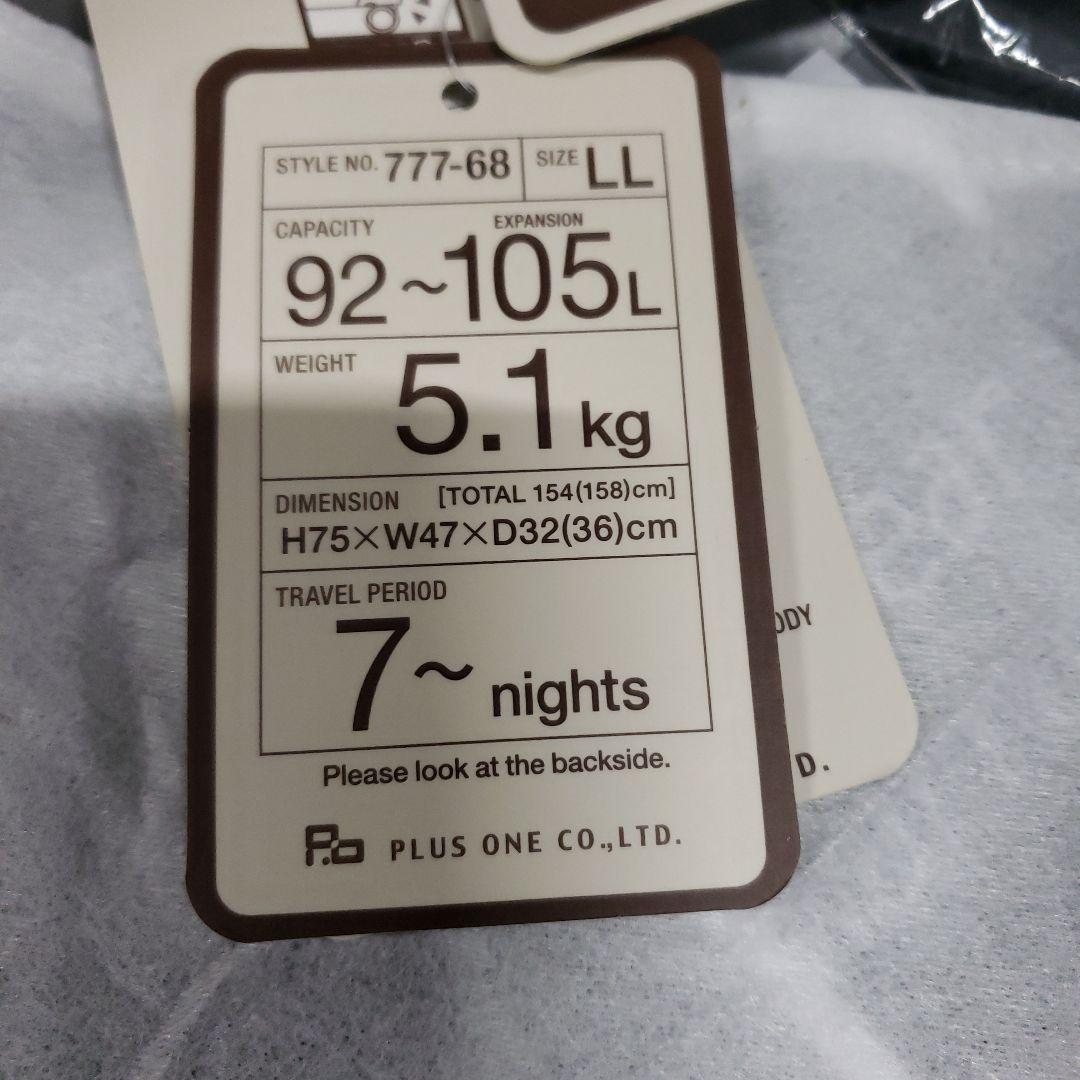 STYLE NO. 777-68 SIZE LL
CAPACITY EXPANSION
92~105L
WEIGHT
5.1kg
DIMENSION [TOTAL 154(158)cm]
H75×W47×D32(36)cm
TRAVEL PERIOD
7~ nights
Please look at the backside.
P.o PLUS ONE CO.,LTD.
D.